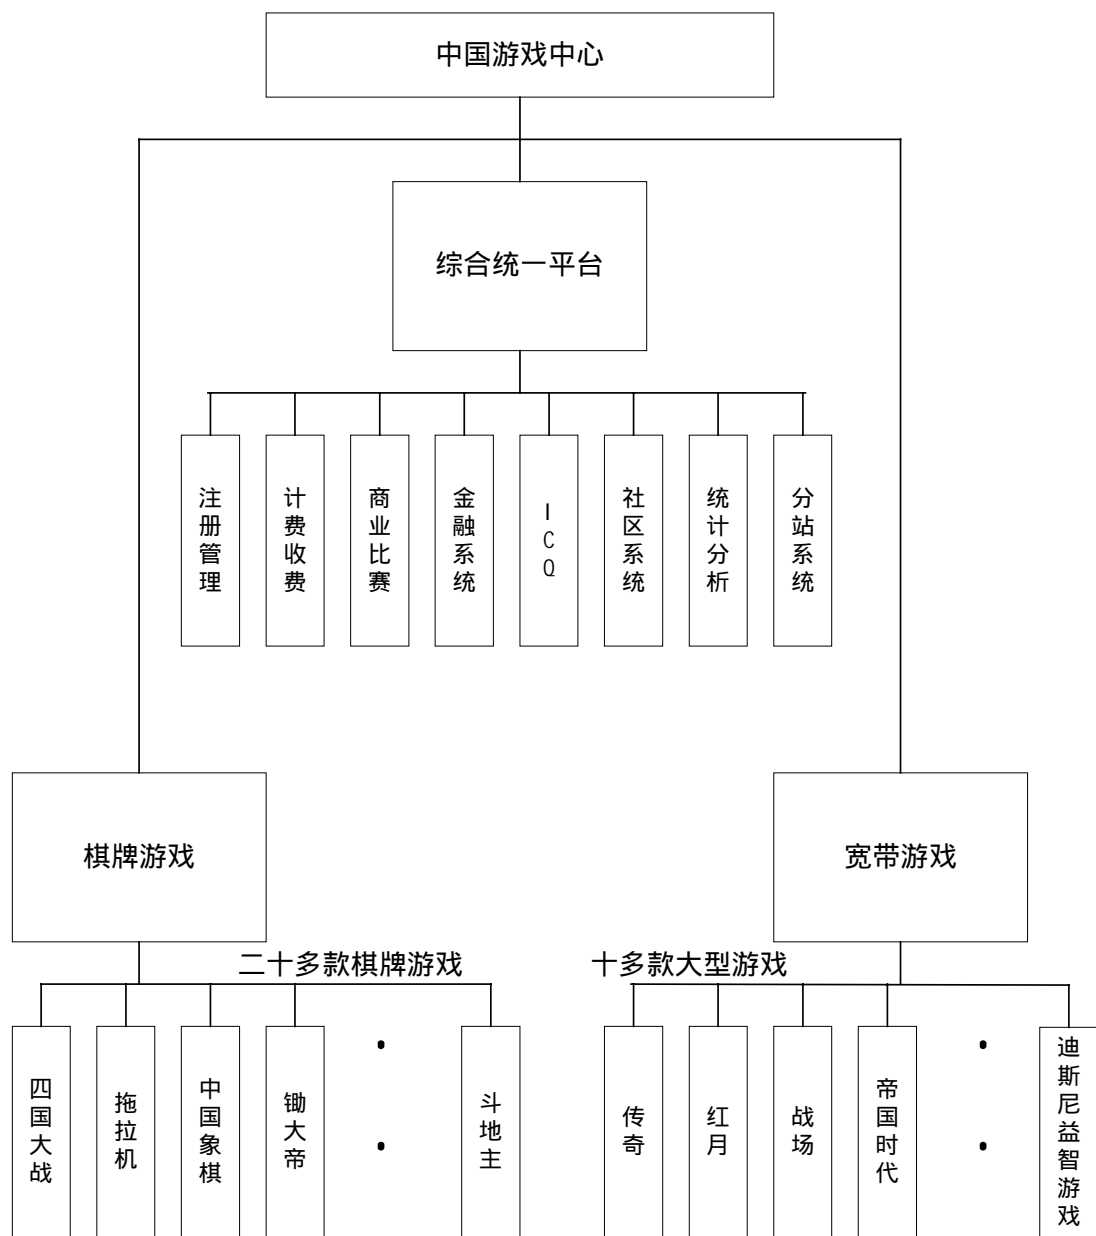 中国游戏中心
综合统一平台
注册管理
计费收费
商业比赛
金融系统
ICQ
社区系统
统计分析
分站系统
棋牌游戏
宽带游戏
二十多款棋牌游戏
十多款大型游戏
四国大战
拖拉机
中国象棋
锄大帝
斗地主
传奇
红月
战场
帝国时代
迪斯尼益智游戏